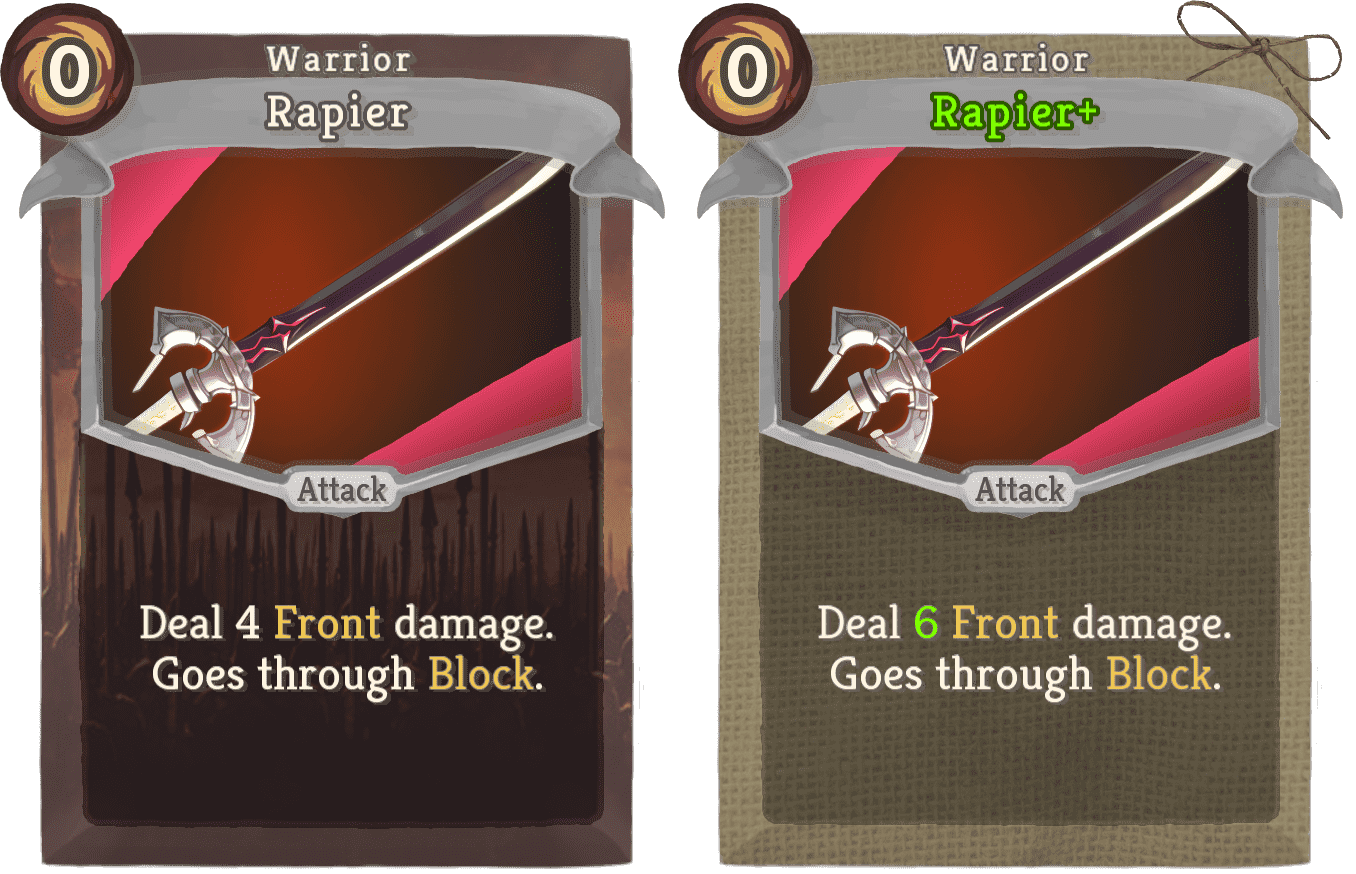 0
Warrior
Rapier
Attack
Deal 4 Front damage.
Goes through Block.
0
Warrior
Rapier+
Attack
Deal 6 Front damage.
Goes through Block.